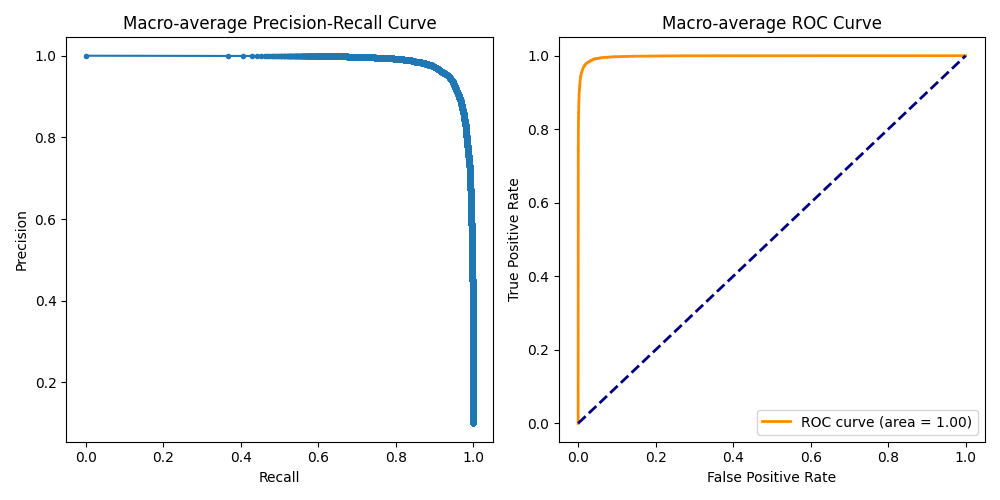 Macro-average Precision-Recall Curve
Precision
1.0
0.8
0.6
0.4
0.2
0.0 0.2 0.4 0.6 0.8 1.0
Recall
Macro-average ROC Curve
True Positive Rate
1.0
0.8
0.6
0.4
0.2
0.0
ROC curve (area = 1.00)
0.0 0.2 0.4 0.6 0.8 1.0
False Positive Rate